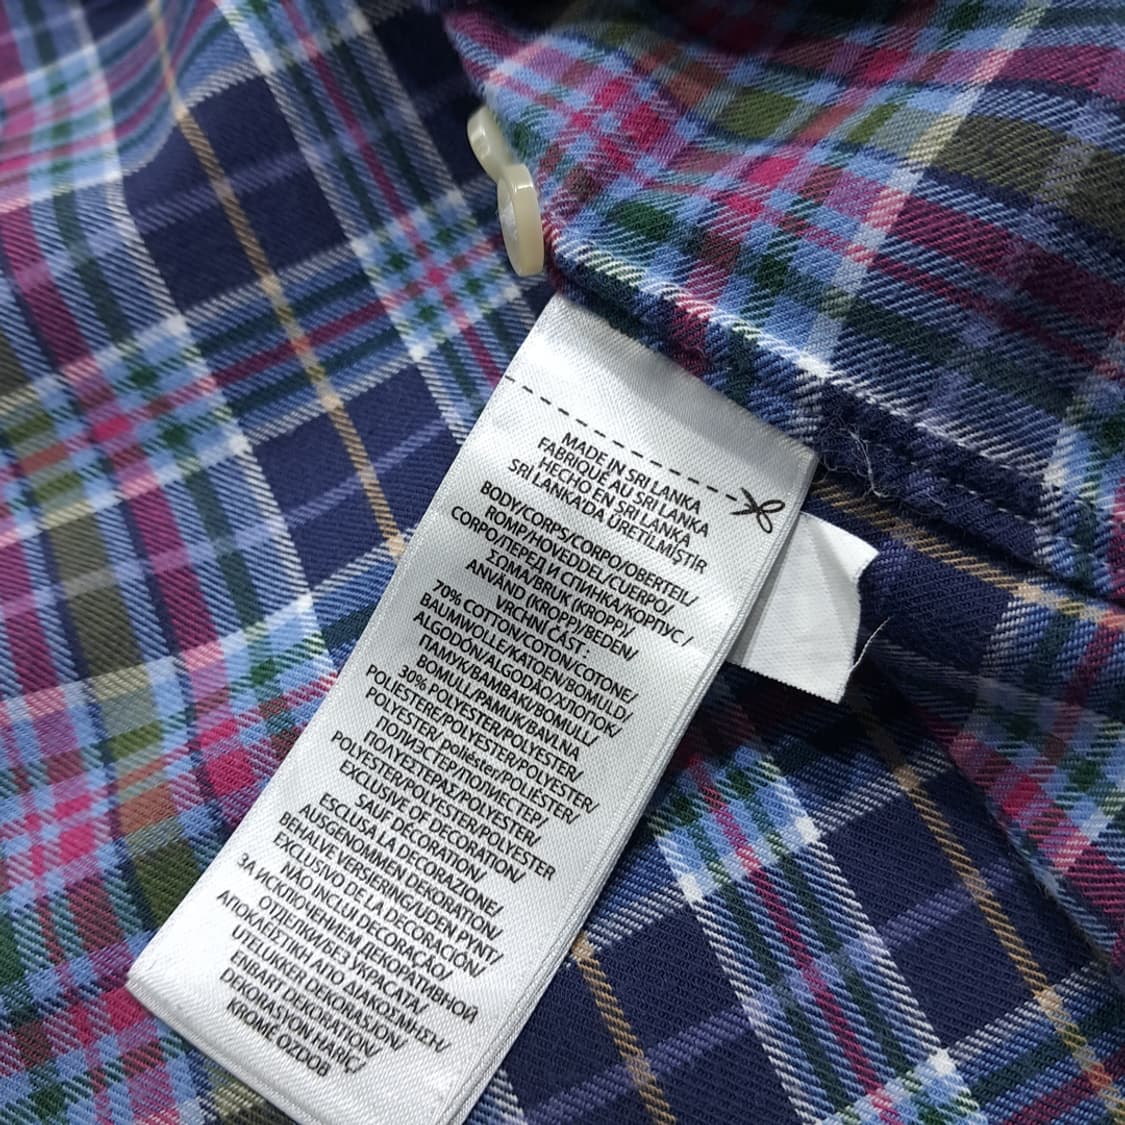 MADE IN SRI LANKA
FABRIQUE AU SRI LANKA
HECHO EN SRI LANKA
SRİ LANKA'DA ÜRETİLMİŞTİR
BODY/CORPS/CORPO/OBERTEIL/
ROMP/HOVEDDEL/CUERPO/
CORPO/ПЕРЕД И СПИНКА/КОРПУС /
ΣΩΜΑ/BRUK (KROPP)/
ANVÄND (KROPP)/BEDEN/
VRCHNÍ ČÁST :
70% COTTON/COTON/COTONE/
BAUMWOLLE/KATOEN/BOMULD/
ALGODÓN/ALGODÃO/ХЛОПОК/
ПАМУК/ΒΑΜΒΑΚΙ/BOMULL/
BOMULL/PAMUK/BAVLNA
30% POLYESTER/POLYESTER/
POLIESTERE/POLYESTER/POLYESTER/
POLYESTER/ poliéster/POLIÉSTER/
ПОЛИЭСТЕР/ПОЛИЕСТЕР/
ΠΟΛΥΕΣΤΕΡΑΣ/POLYESTER/
POLYESTER/POLYESTER/POLYESTER
EXCLUSIVE OF DECORATION/
SAUF DECORATION/
ESCLUSA LA DECORAZIONE/
AUSGENOMMEN DEKORATION/
BEHALVE VERSIERING/UDEN PYNT/
EXCLUSIVO DE LA DECORACIÓN/
NÃO INCLUI DECORAÇÃO/
ЗА ИСКЛЮЧЕНИЕМ ДЕКОРАТИВНОЙ
ОТДЕЛКИ/БЕЗ УКРАСАТА/
ΑΠΟΚΛΕΙΣΤΙΚΗ ΑΠΟ ΔΙΑΚΟΣΜΗΣΗ/
UTELUKKER DEKORASJON/
ENBART DEKORATION/
DEKORASYON HARİÇ/
KROMĚ OZDOB